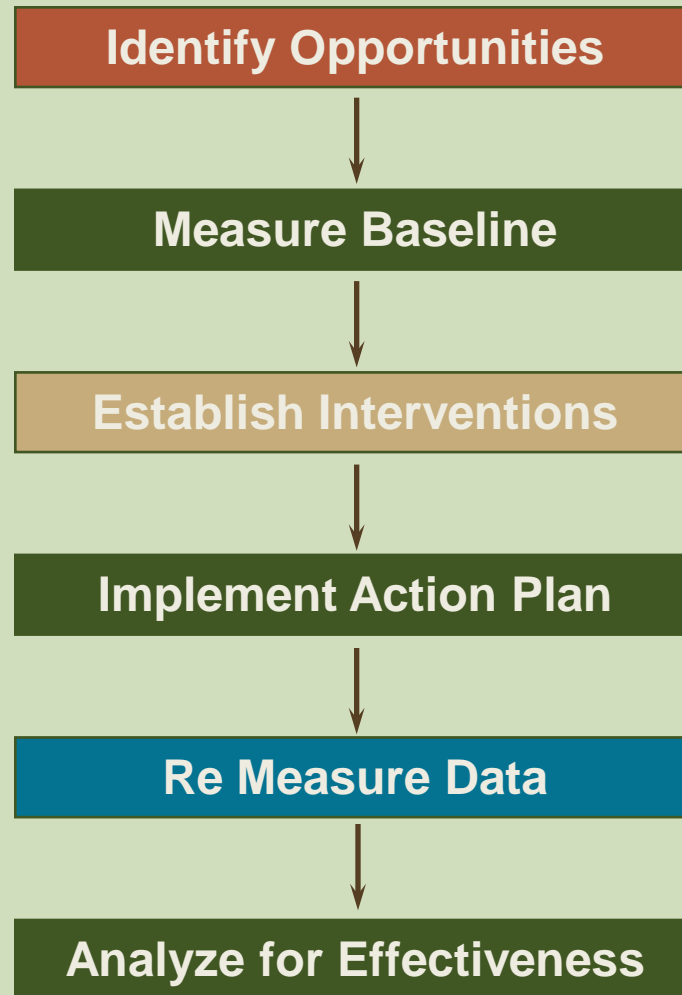 Identify Opportunities
Measure Baseline
Establish Interventions
Implement Action Plan
Re Measure Data
Analyze for Effectiveness